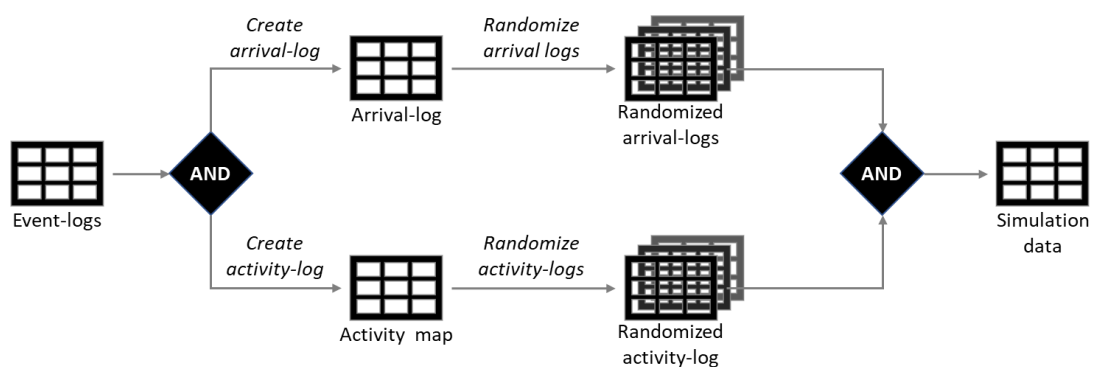 Create
arrival-log
Randomize
arrival logs
Arrival-log
Randomized
arrival-logs
AND
AND
Event-logs
Simulation
data
Create
activity-log
Randomize
activity-logs
Activity map
Randomized
activity-log